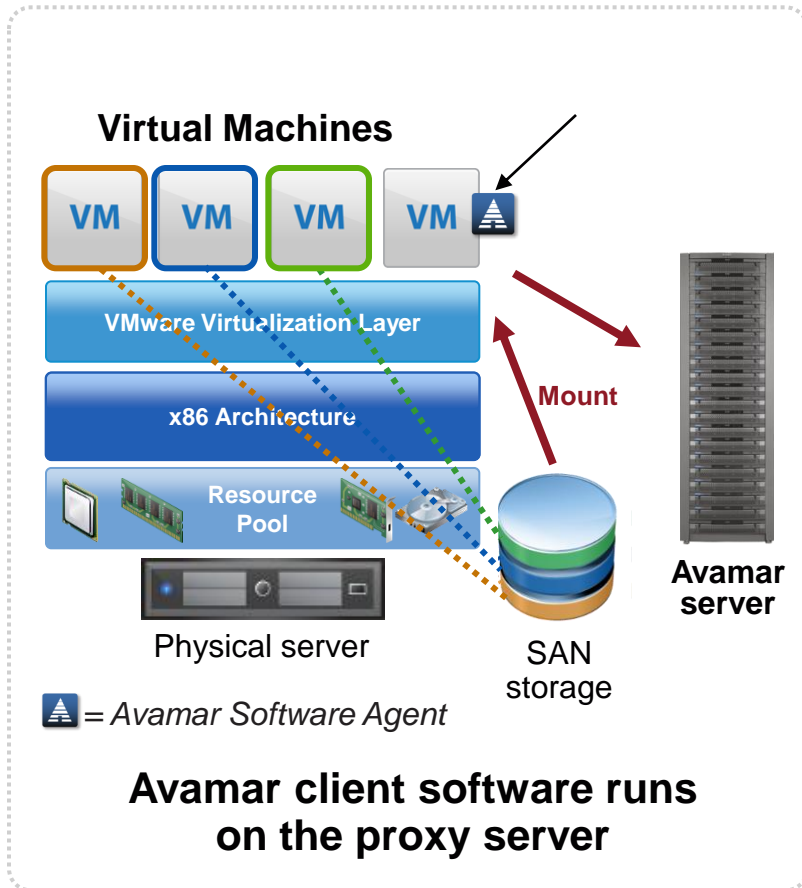 Virtual Machines
VM VM VM VM
VMware Virtualization Layer
x86 Architecture
Mount
Resource
Pool
Avamar
server
Physical server
SAN
storage
= Avamar Software Agent
Avamar client software runs
on the proxy server